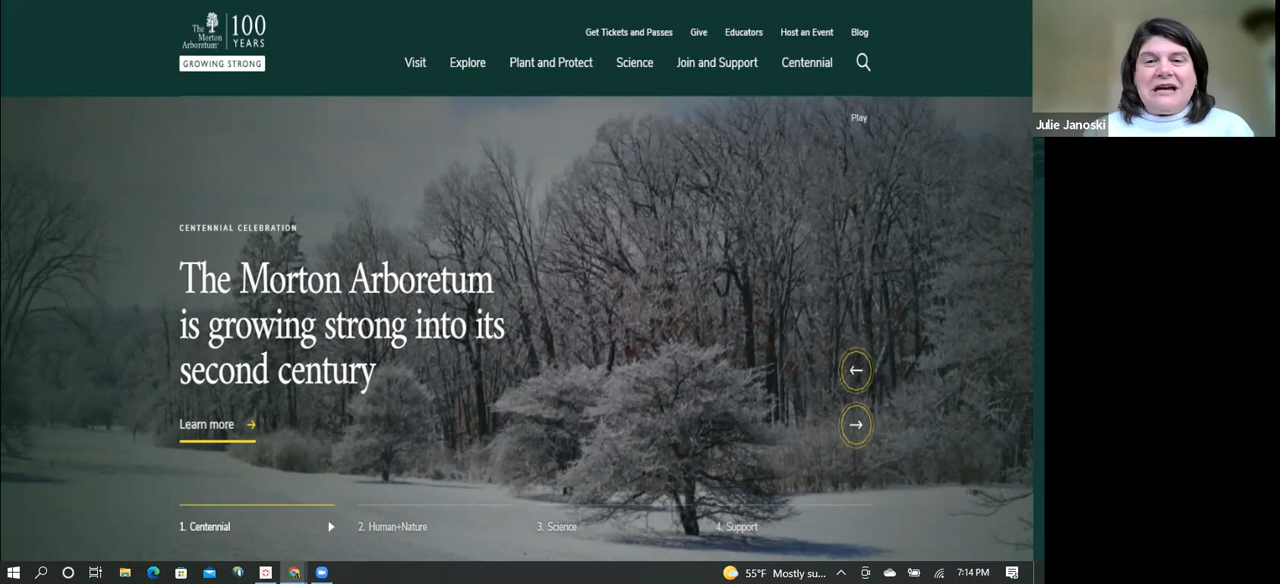 The
Morton
Arboretum
100
YEARS
GROWING STRONG
Get Tickets and Passes Give Educators Host an Event Blog
Visit Explore Plant and Protect Science Join and Support Centennial
Julie Janoski
Play
CENTENNIAL CELEBRATION
The Morton Arboretum
is growing strong into its
second century
Learn more
1. Centennial 2. Human+Nature 3. Science 4. Support
55°F Mostly su... 7:14 PM